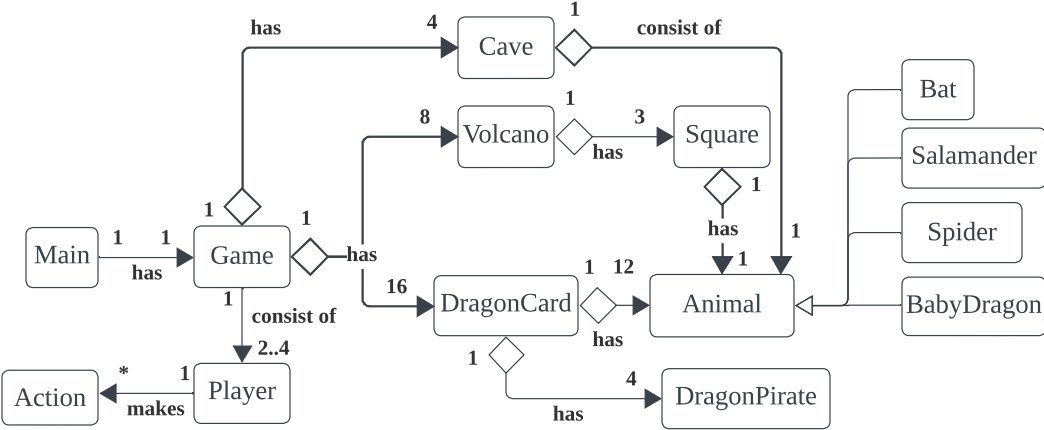 has
4
Cave
1
consist of
Bat
8
Volcano
1
3
has
Square
Salamander
1
has
1
1
Spider
1
1
Main
1
1
has
Game
has
16
DragonCard
1
12
has
Animal
BabyDragon
1
consist of
2..4
1
4
has
DragonPirate
Action
*
1
makes
Player